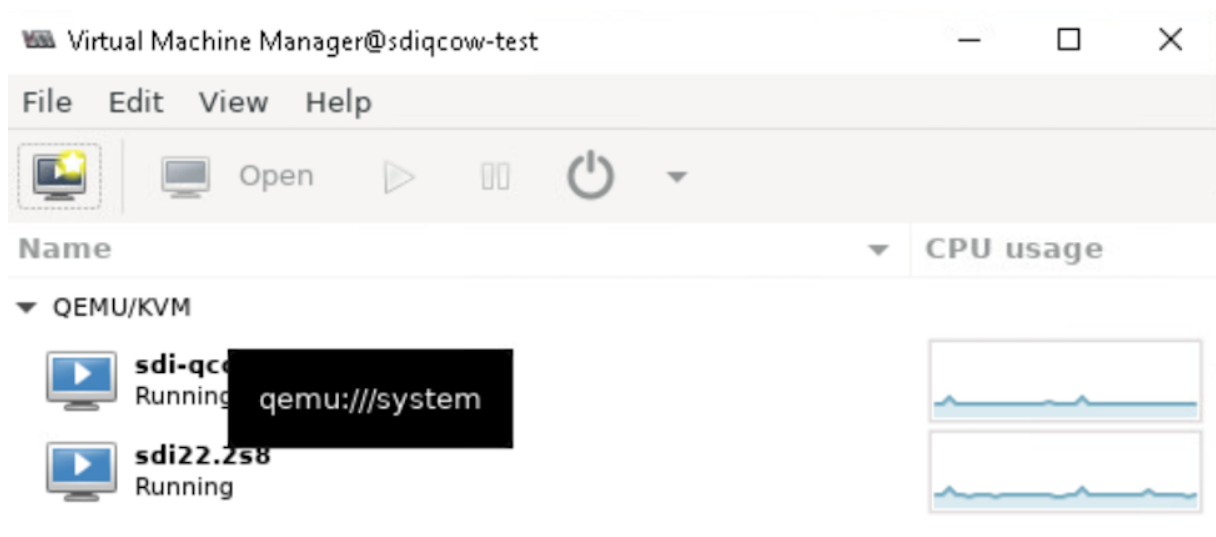 Virtual Machine Manager@sdiqcow-test
File Edit View Help
Open
Name CPU usage
QEMU/KVM
Running
qemu:///system
sdi22.2s8
Running